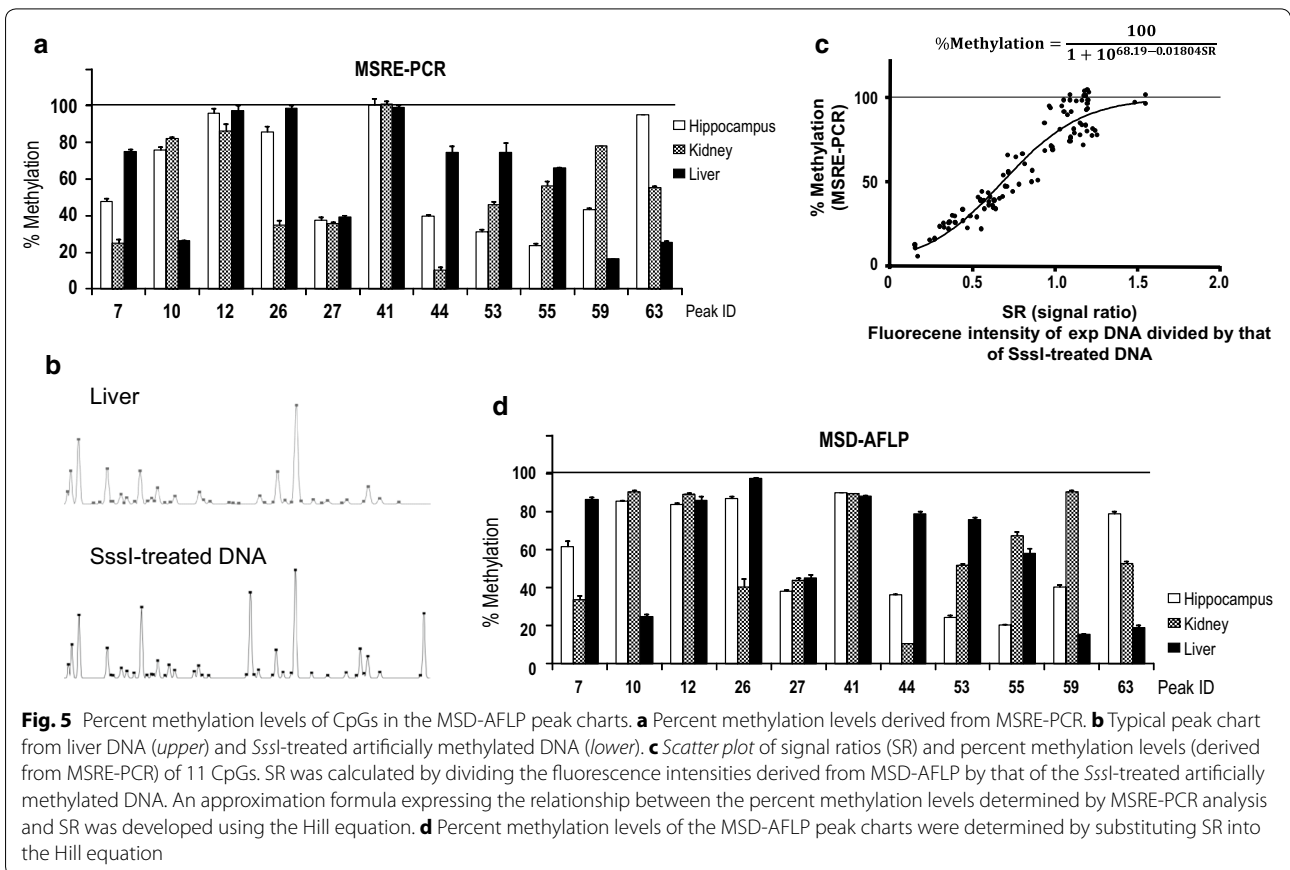 a
MSRE-PCR
% Methylation
100
80
60
40
20
0
7 10 12 26 27 41 44 53 55 59 63 Peak ID
Hippocampus
Kidney
Liver
c
%Methylation = 100 / 1 + 10^68.19−0.01804SR
% Methylation
(MSRE-PCR)
100
50
0
0 0.5 1.0 1.5 2.0
SR (signal ratio)
Fluorecene intensity of exp DNA divided by that
of SssI-treated DNA
b
Liver
SssI-treated DNA
d
MSD-AFLP
% Methylation
100
80
60
40
20
0
7 10 12 26 27 41 44 53 55 59 63 Peak ID
Hippocampus
Kidney
Liver
Fig. 5 Percent methylation levels of CpGs in the MSD-AFLP peak charts. a Percent methylation levels derived from MSRE-PCR. b Typical peak chart
from liver DNA (upper) and SssI-treated artificially methylated DNA (lower). c Scatter plot of signal ratios (SR) and percent methylation levels (derived
from MSRE-PCR) of 11 CpGs. SR was calculated by dividing the fluorescence intensities derived from MSD-AFLP by that of the SssI-treated artificially
methylated DNA. An approximation formula expressing the relationship between the percent methylation levels determined by MSRE-PCR analysis
and SR was developed using the Hill equation. d Percent methylation levels of the MSD-AFLP peak charts were determined by substituting SR into
the Hill equation